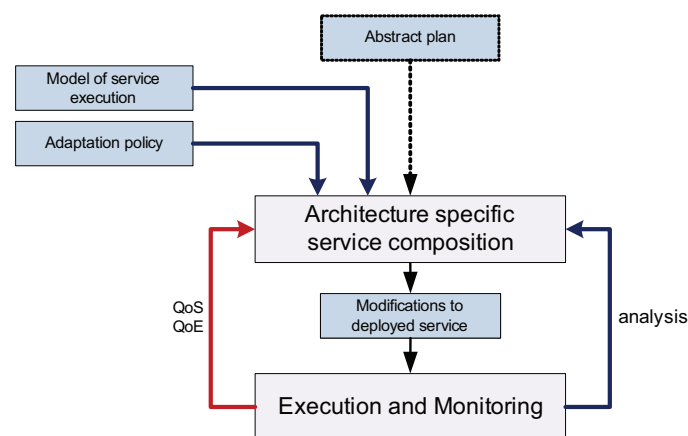 Abstract plan
Model of service
execution
Adaptation policy
Architecture specific
service composition
QoS
QoE
Modifications to
deployed service
analysis
Execution and Monitoring